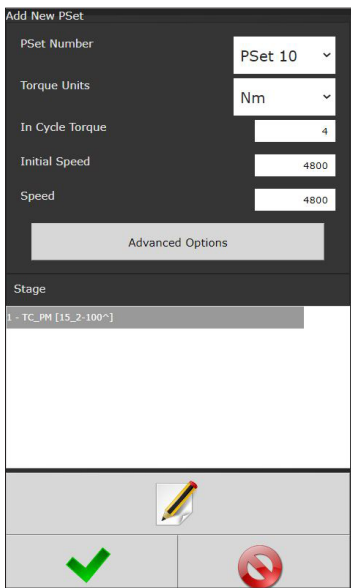 Add New PSet
PSet Number
PSet 10
Torque Units
Nm
In Cycle Torque
4
Initial Speed
4800
Speed
4800
Advanced Options
Stage
1 - TC_PM [15_2-100^]